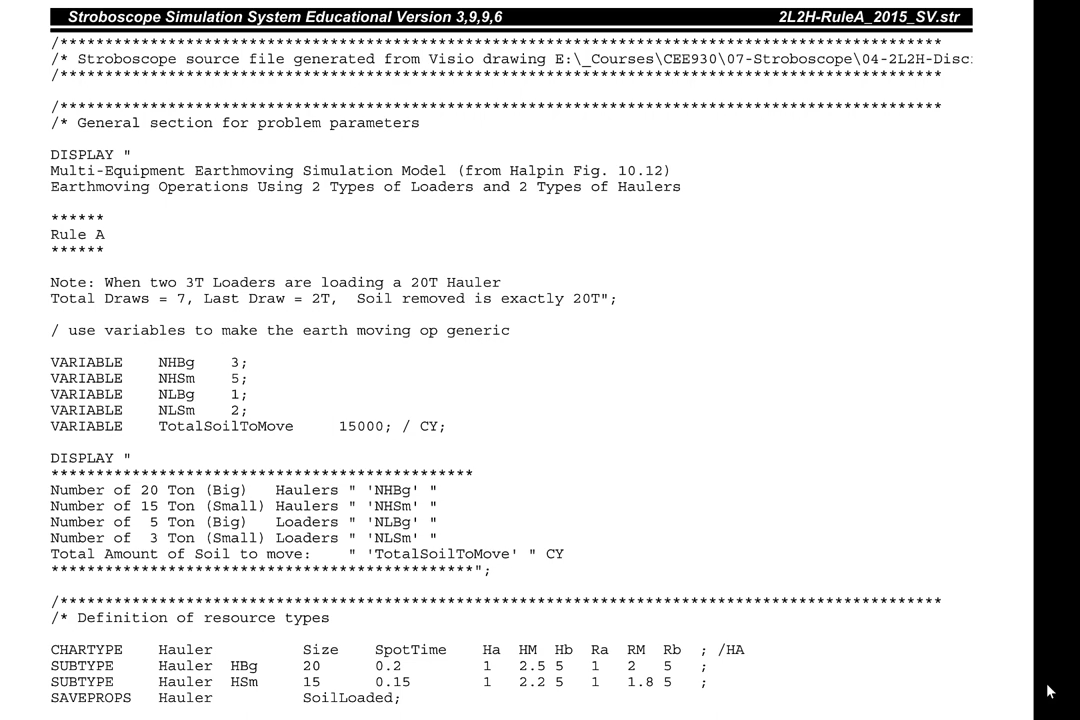 Stroboscope Simulation System Educational Version 3,9,9,6 2L2H-RuleA_2015_SV.str
/**************************************************************************************************
/* Stroboscope source file generated from Visio drawing E:\_Courses\CEE930\07-Stroboscope\04-2L2H-Disc
/**************************************************************************************************
/**************************************************************************************************
/* General section for problem parameters
DISPLAY "
Multi-Equipment Earthmoving Simulation Model (from Halpin Fig. 10.12)
Earthmoving Operations Using 2 Types of Loaders and 2 Types of Haulers
******
Rule A
******
Note: When two 3T Loaders are loading a 20T Hauler
Total Draws = 7, Last Draw = 2T,  Soil removed is exactly 20T";
/ use variables to make the earth moving op generic
VARIABLE    NHBg    3;
VARIABLE    NHSm    5;
VARIABLE    NLBg    1;
VARIABLE    NLSm    2;
VARIABLE    TotalSoilToMove     15000; / CY;
DISPLAY "
***********************************************
Number of 20 Ton (Big)   Haulers " 'NHBg' "
Number of 15 Ton (Small) Haulers " 'NHSm' "
Number of  5 Ton (Big)   Loaders " 'NLBg' "
Number of  3 Ton (Small) Loaders " 'NLSm' "
Total Amount of Soil to move:    " 'TotalSoilToMove' " CY
***********************************************";
/**************************************************************************************************
/* Definition of resource types
CHARTYPE    Hauler          Size    SpotTime    Ha  HM  Hb  Ra  RM  Rb  ; /HA
SUBTYPE     Hauler  HBg     20      0.2         1   2.5 5   1   2   5   ;
SUBTYPE     Hauler  HSm     15      0.15        1   2.2 5   1   1.8 5   ;
SAVEPROPS   Hauler          SoilLoaded;